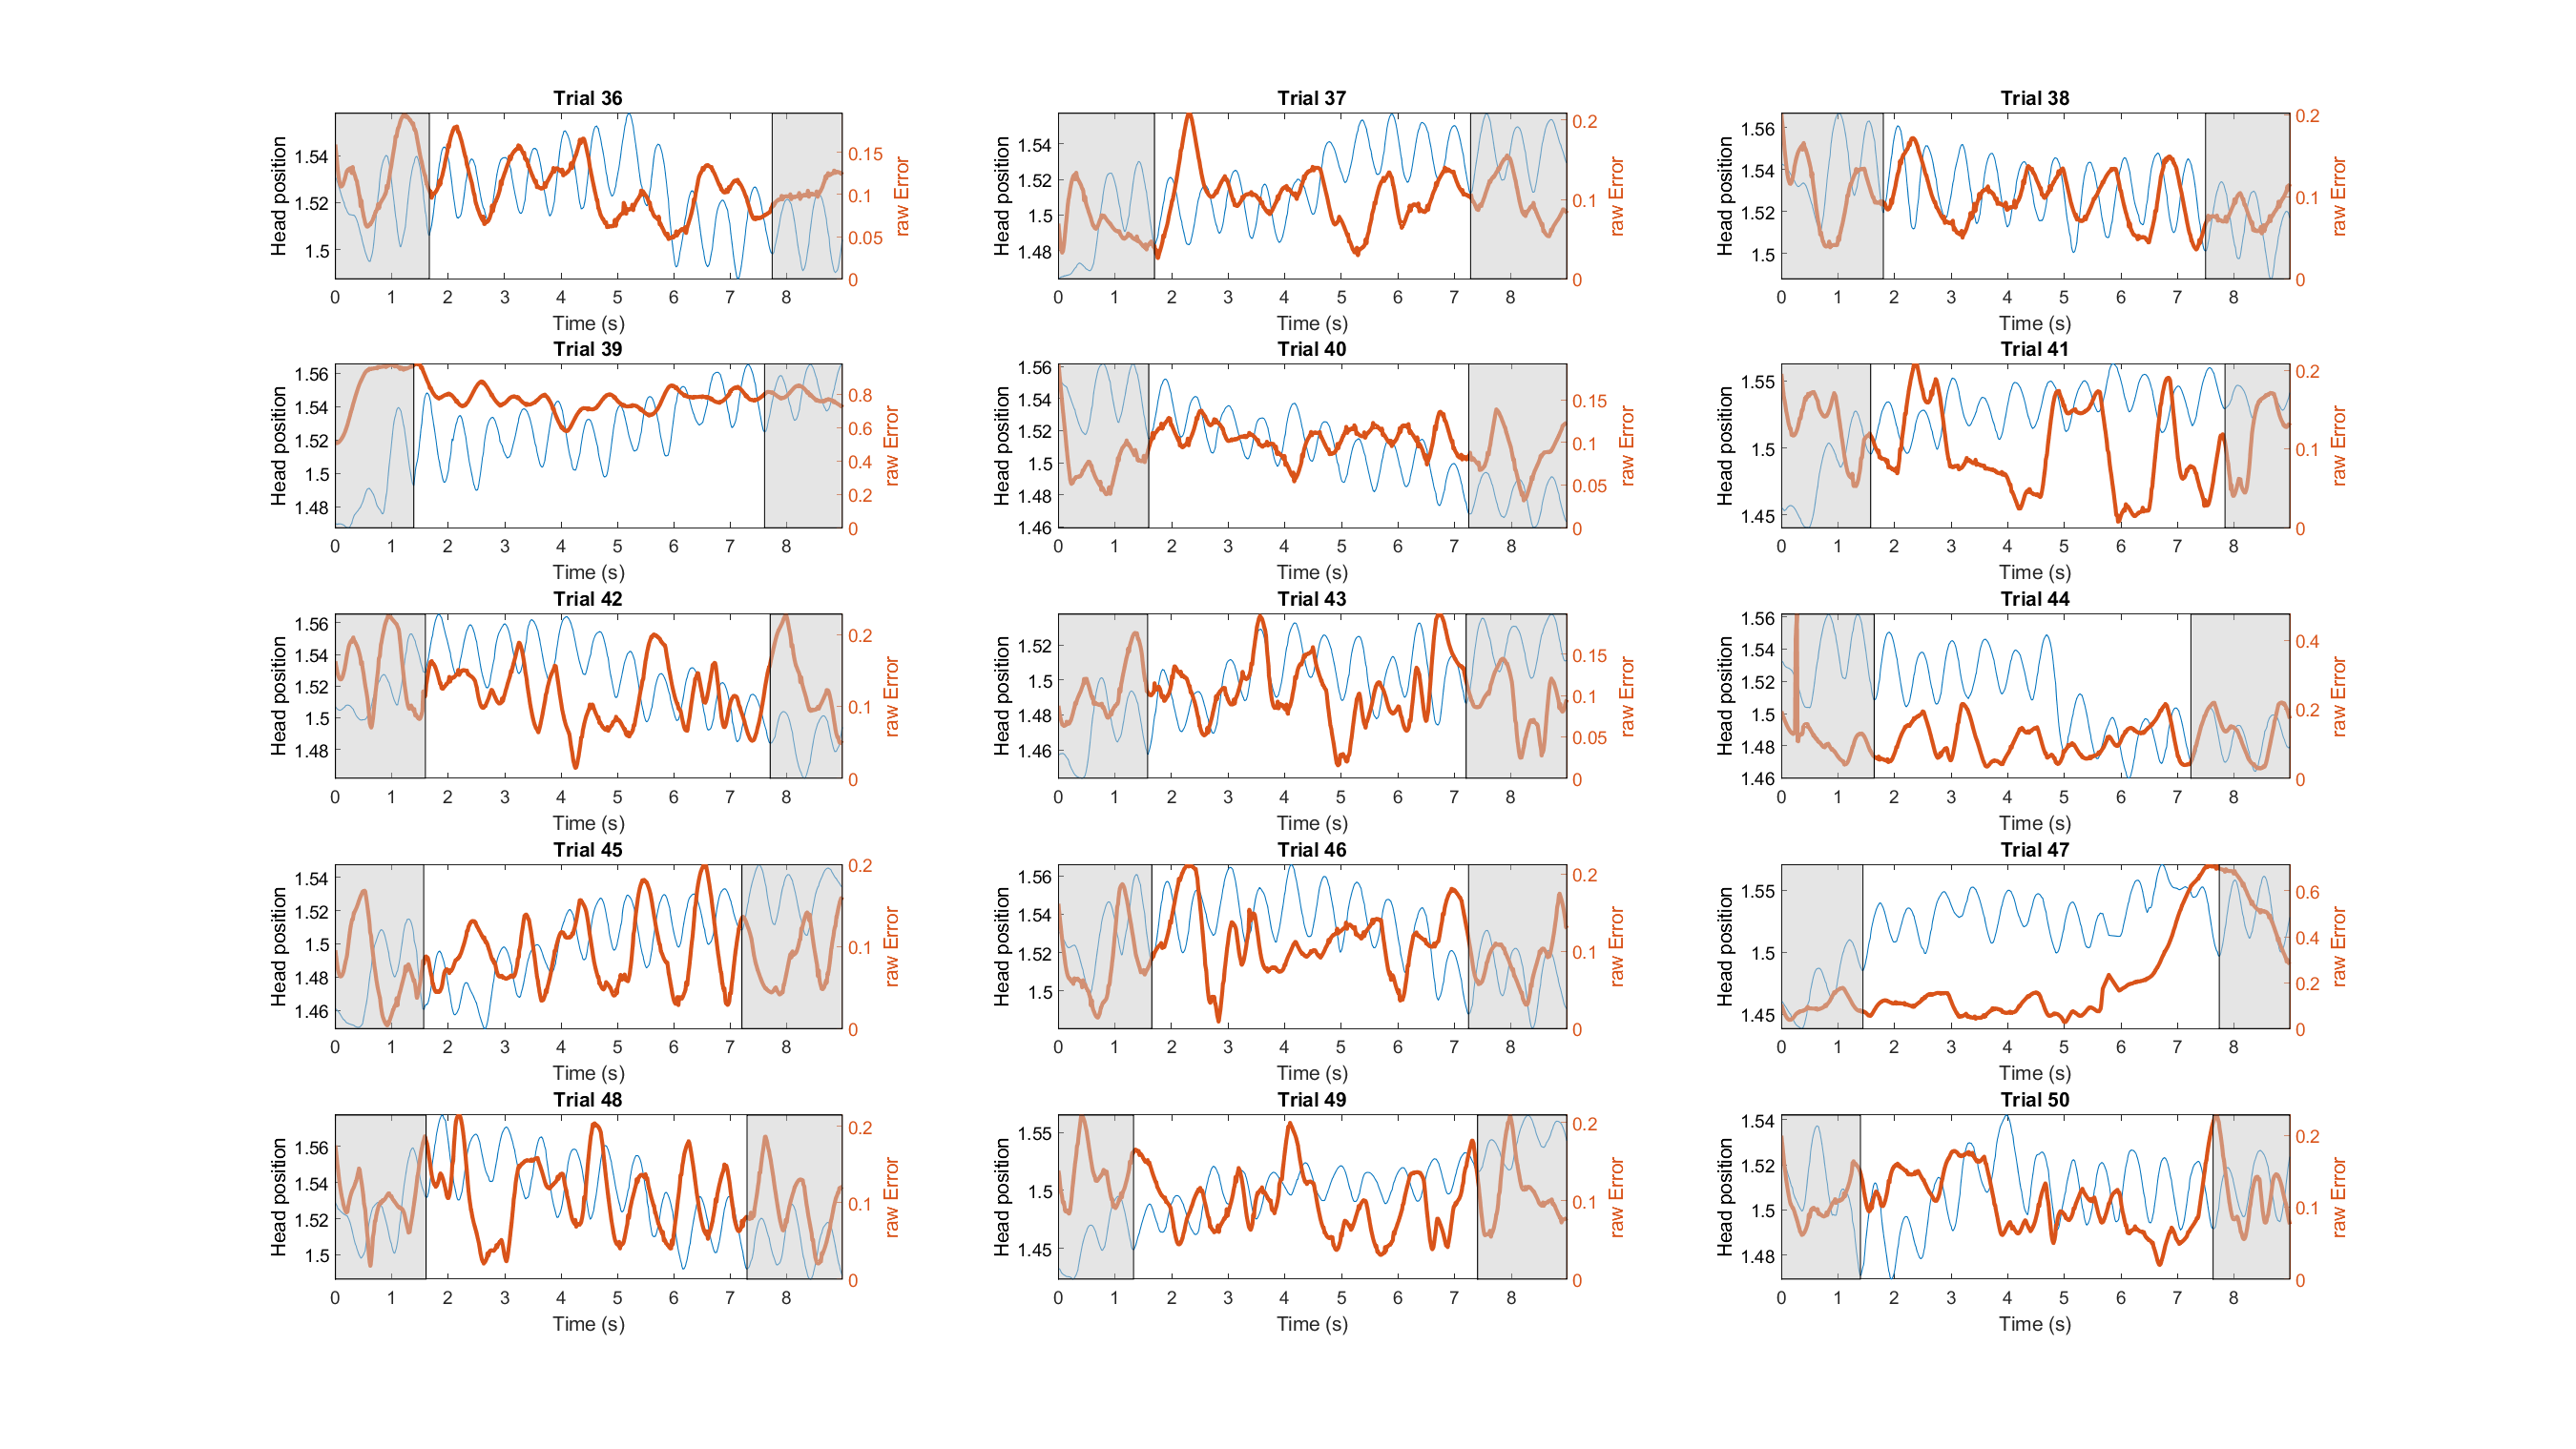 Trial 36
Head position
1.54
1.52
1.5
0.15
0.1
0.05
0
raw Error
0 1 2 3 4 5 6 7 8
Time (s)
Trial 37
Head position
1.54
1.52
1.5
1.48
0.2
0.1
0
raw Error
0 1 2 3 4 5 6 7 8
Time (s)
Trial 38
Head position
1.56
1.54
1.52
1.5
0.2
0.1
0
raw Error
0 1 2 3 4 5 6 7 8
Time (s)
Trial 39
Head position
1.56
1.54
1.52
1.5
1.48
0.8
0.6
0.4
0.2
0
raw Error
0 1 2 3 4 5 6 7 8
Time (s)
Trial 40
Head position
1.56
1.54
1.52
1.5
1.48
1.46
0.15
0.1
0.05
0
raw Error
0 1 2 3 4 5 6 7 8
Time (s)
Trial 41
Head position
1.55
1.5
1.45
0.2
0.1
0
raw Error
0 1 2 3 4 5 6 7 8
Time (s)
Trial 42
Head position
1.56
1.54
1.52
1.5
1.48
0.2
0.1
0
raw Error
0 1 2 3 4 5 6 7 8
Time (s)
Trial 43
Head position
1.52
1.5
1.48
1.46
0.15
0.1
0.05
0
raw Error
0 1 2 3 4 5 6 7 8
Time (s)
Trial 44
Head position
1.56
1.54
1.52
1.5
1.48
1.46
0.4
0.2
0
raw Error
0 1 2 3 4 5 6 7 8
Time (s)
Trial 45
Head position
1.54
1.52
1.5
1.48
1.46
0.2
0.1
0
raw Error
0 1 2 3 4 5 6 7 8
Time (s)
Trial 46
Head position
1.56
1.54
1.52
1.5
0.2
0.1
0
raw Error
0 1 2 3 4 5 6 7 8
Time (s)
Trial 47
Head position
1.55
1.5
1.45
0.6
0.4
0.2
0
raw Error
0 1 2 3 4 5 6 7 8
Time (s)
Trial 48
Head position
1.56
1.54
1.52
1.5
0.2
0.1
0
raw Error
0 1 2 3 4 5 6 7 8
Time (s)
Trial 49
Head position
1.55
1.5
1.45
0.2
0.1
0
raw Error
0 1 2 3 4 5 6 7 8
Time (s)
Trial 50
Head position
1.54
1.52
1.5
1.48
0.2
0.1
0
raw Error
0 1 2 3 4 5 6 7 8
Time (s)